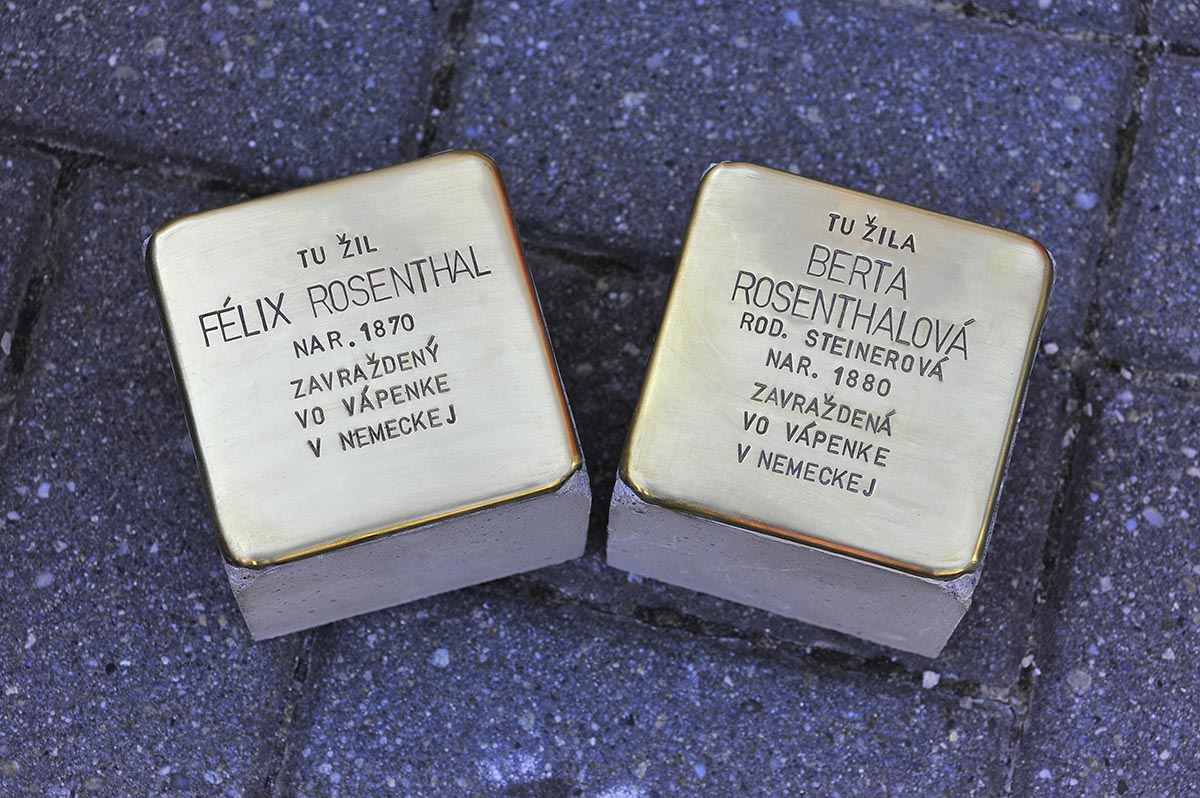 TU ŽIL
FÉLIX ROSENTHAL
NAR. 1870
ZAVRAŽDENÝ
VO VÁPENKE
V NEMECKEJ
TU ŽILA
BERTA
ROSENTHALOVÁ
ROD. STEINEROVÁ
NAR. 1880
ZAVRAŽDENÁ
VO VÁPENKE
V NEMECKEJ